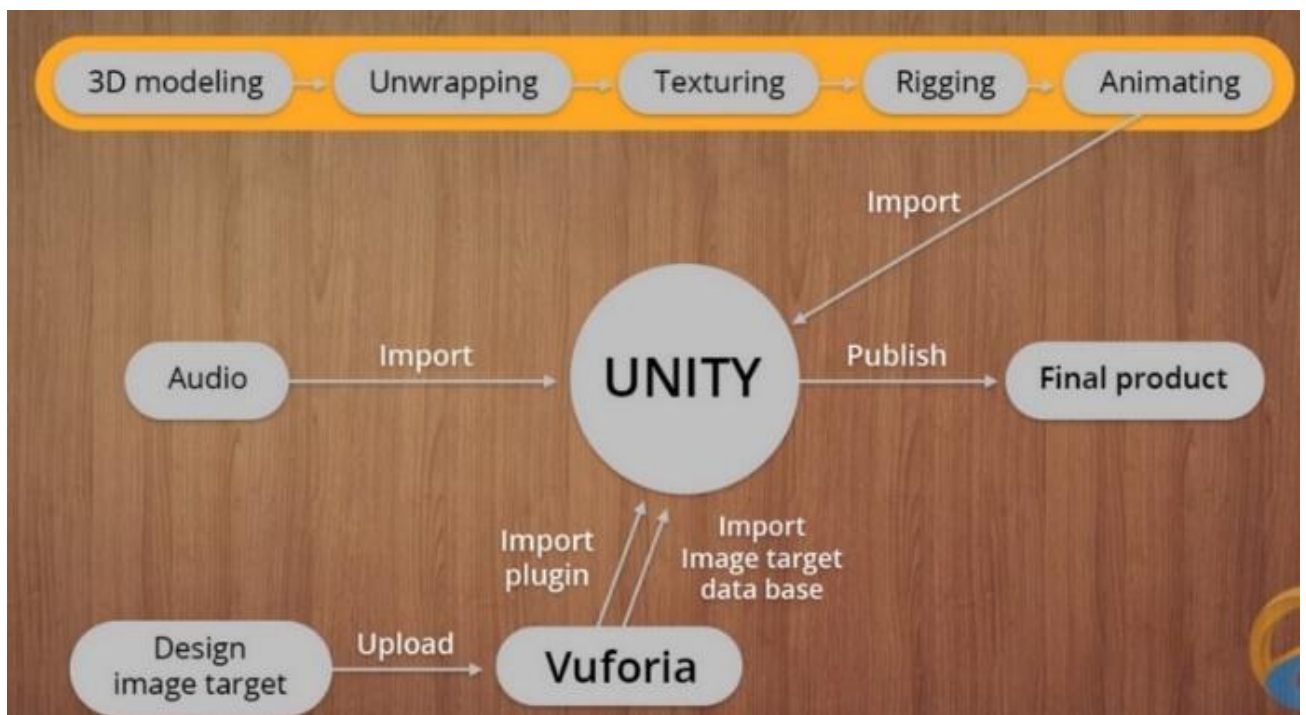 3D modeling
Unwrapping
Texturing
Rigging
Animating
Import
Audio
Import
UNITY
Publish
Final product
Import
plugin
Import
Image target
data base
Design
image target
Upload
Vuforia